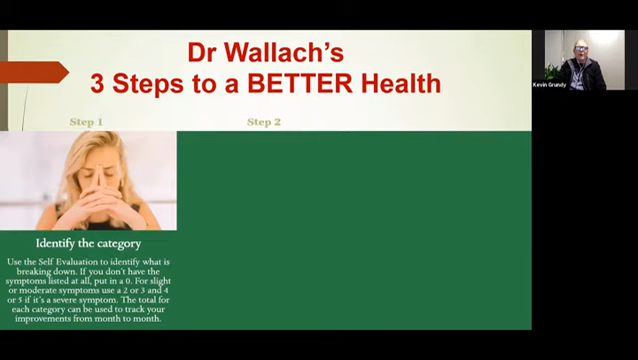 Dr Wallach's
3 Steps to a BETTER Health
Kevin Grundy
Step 1
Step 2
Identify the category
Use the Self Evaluation to identify what is
breaking down. If you don't have the
symptoms listed at all, put in a 0. For slight
or moderate symptoms use a 2 or 3 and 4
or 5 if it's a severe symptom. The total for
each category can be used to track your
improvements from month to month.